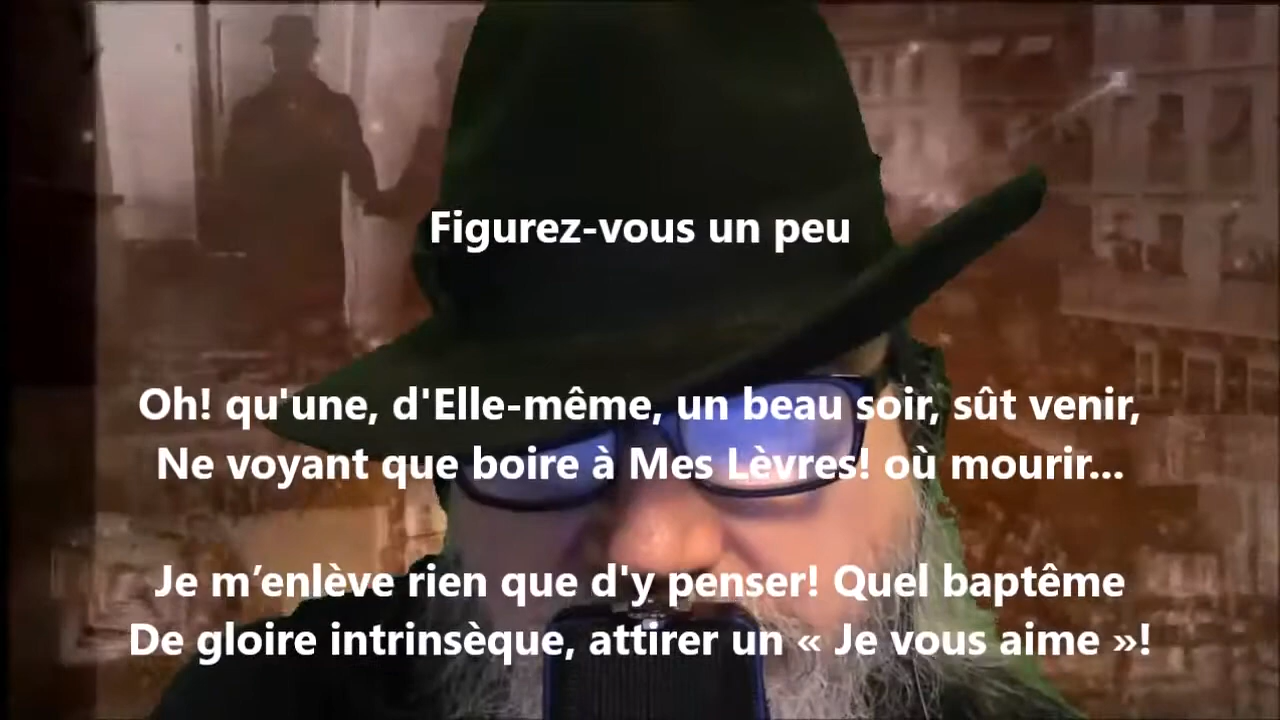 Figurez-vous un peu
Oh! qu'une, d'Elle-même, un beau soir, sût venir,
Ne voyant que boire à Mes Lèvres! où mourir...
Je m’enlève rien que d'y penser! Quel baptême
De gloire intrinsèque, attirer un « Je vous aime »!